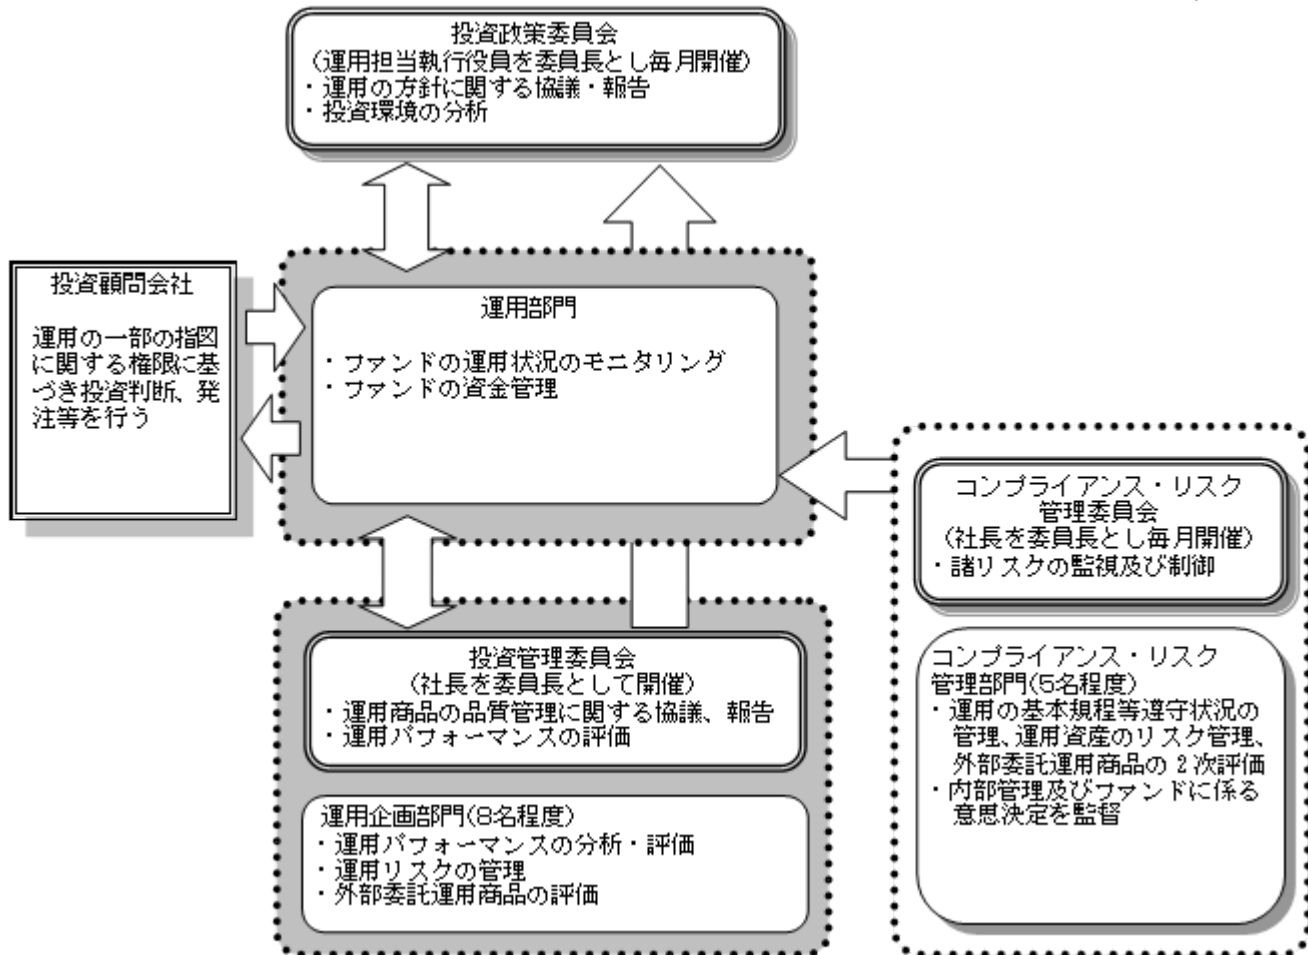 投資政策委員会
(運用担当執行役員を委員長とし毎月開催)
・運用の方針に関する協議・報告
・投資環境の分析
投資顧問会社
運用の一部の指図
に関する権限に基
づき投資判断、発
注等を行う
運用部門
・ファンドの運用状況のモニタリング
・ファンドの資金管理
コンプライアンス・リスク
管理委員会
(社長を委員長とし毎月開催)
・諸リスクの監視及び制御
投資管理委員会
(社長を委員長として開催)
・運用商品の品質管理に関する協議、報告
・運用パフォーマンスの評価
運用企画部門(8名程度)
・運用パフォーマンスの分析・評価
・運用リスクの管理
・外部委託運用商品の評価
コンプライアンス・リスク
管理部門(5名程度)
・運用の基本規程等遵守状況の
管理、運用資産のリスク管理、
外部委託運用商品の2次評価
・内部管理及びファンドに係る
意思決定を監督